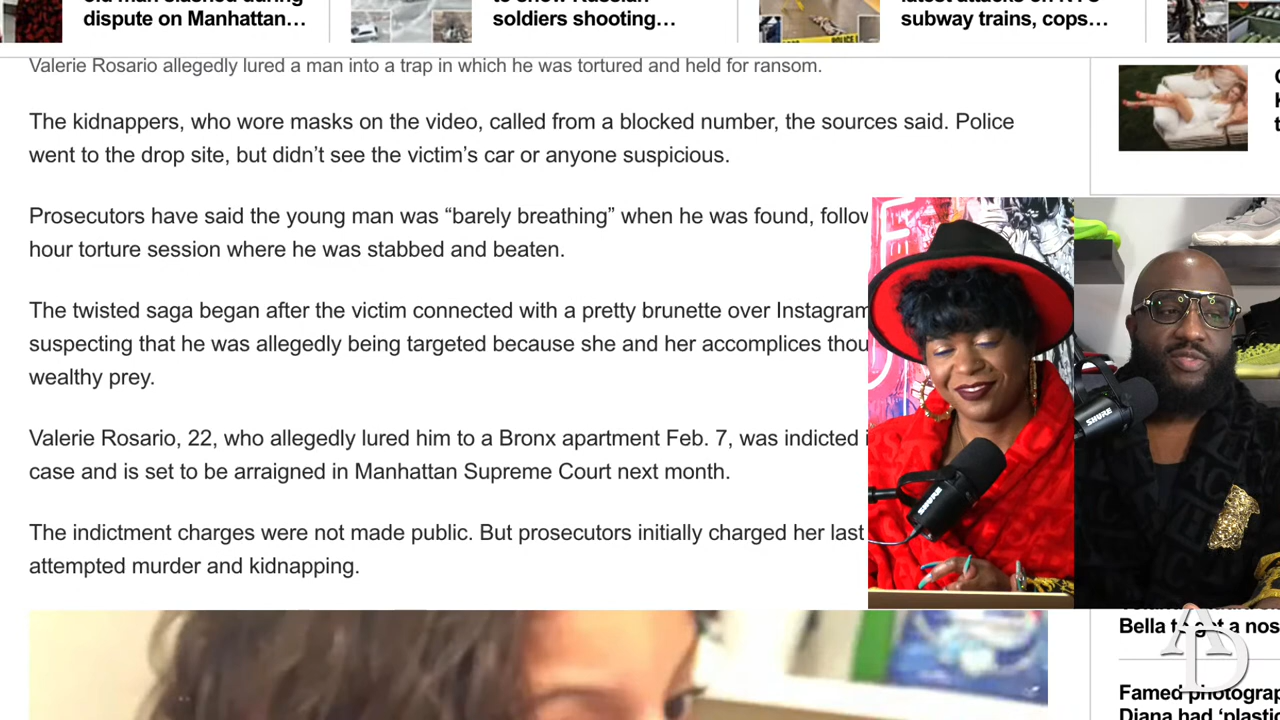 dispute on Manhattan…
soldiers shooting…
subway trains, cops…
Valerie Rosario allegedly lured a man into a trap in which he was tortured and held for ransom.
The kidnappers, who wore masks on the video, called from a blocked number, the sources said. Police
went to the drop site, but didn’t see the victim’s car or anyone suspicious.
Prosecutors have said the young man was “barely breathing” when he was found, follow
hour torture session where he was stabbed and beaten.
The twisted saga began after the victim connected with a pretty brunette over Instagram
suspecting that he was allegedly being targeted because she and her accomplices thou
wealthy prey.
Valerie Rosario, 22, who allegedly lured him to a Bronx apartment Feb. 7, was indicted i
case and is set to be arraigned in Manhattan Supreme Court next month.
The indictment charges were not made public. But prosecutors initially charged her last
attempted murder and kidnapping.
SHURE
SHURE
Bella to get a nos
AD
Famed photograp
Diana had ‘plastic